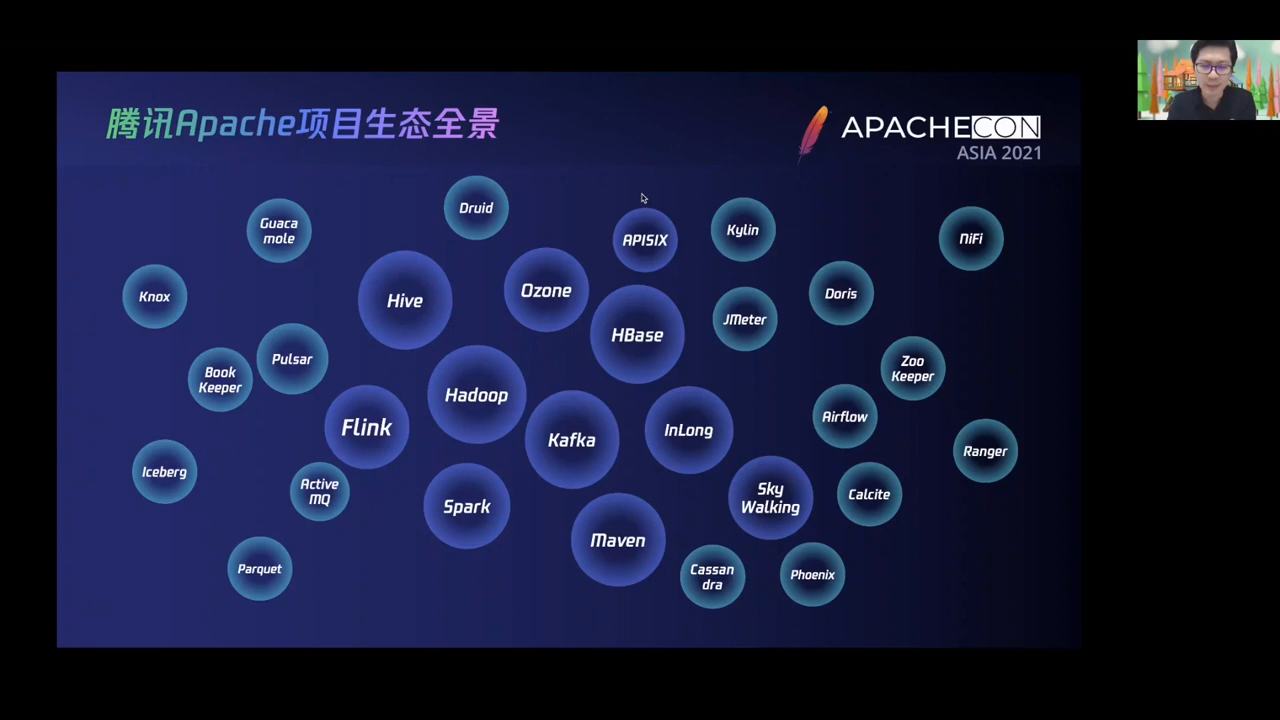 腾讯Apache项目生态全景
APACHECON
ASIA 2021
Druid
Guaca
mole
APISIX
Kylin
NiFi
Knox
Hive
Ozone
HBase
JMeter
Doris
Book
Keeper
Pulsar
Zoo
Keeper
Hadoop
Flink
Kafka
InLong
Airflow
Ranger
Iceberg
Active
MQ
Spark
Sky
Walking
Calcite
Maven
Parquet
Cassan
dra
Phoenix